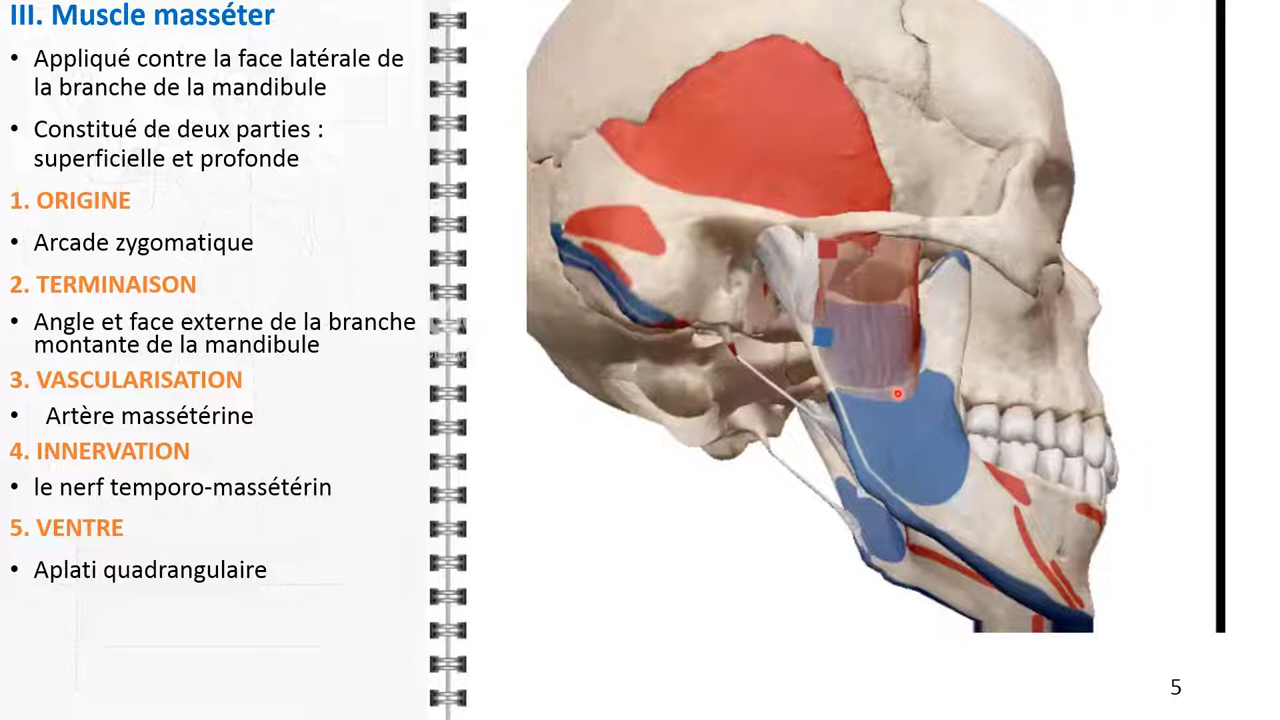 III. Muscle masséter
• Appliqué contre la face latérale de
la branche de la mandibule
• Constitué de deux parties :
superficielle et profonde
1. ORIGINE
• Arcade zygomatique
2. TERMINAISON
• Angle et face externe de la branche
montante de la mandibule
3. VASCULARISATION
• Artère massétérine
4. INNERVATION
• le nerf temporo-massétérin
5. VENTRE
• Aplati quadrangulaire
5